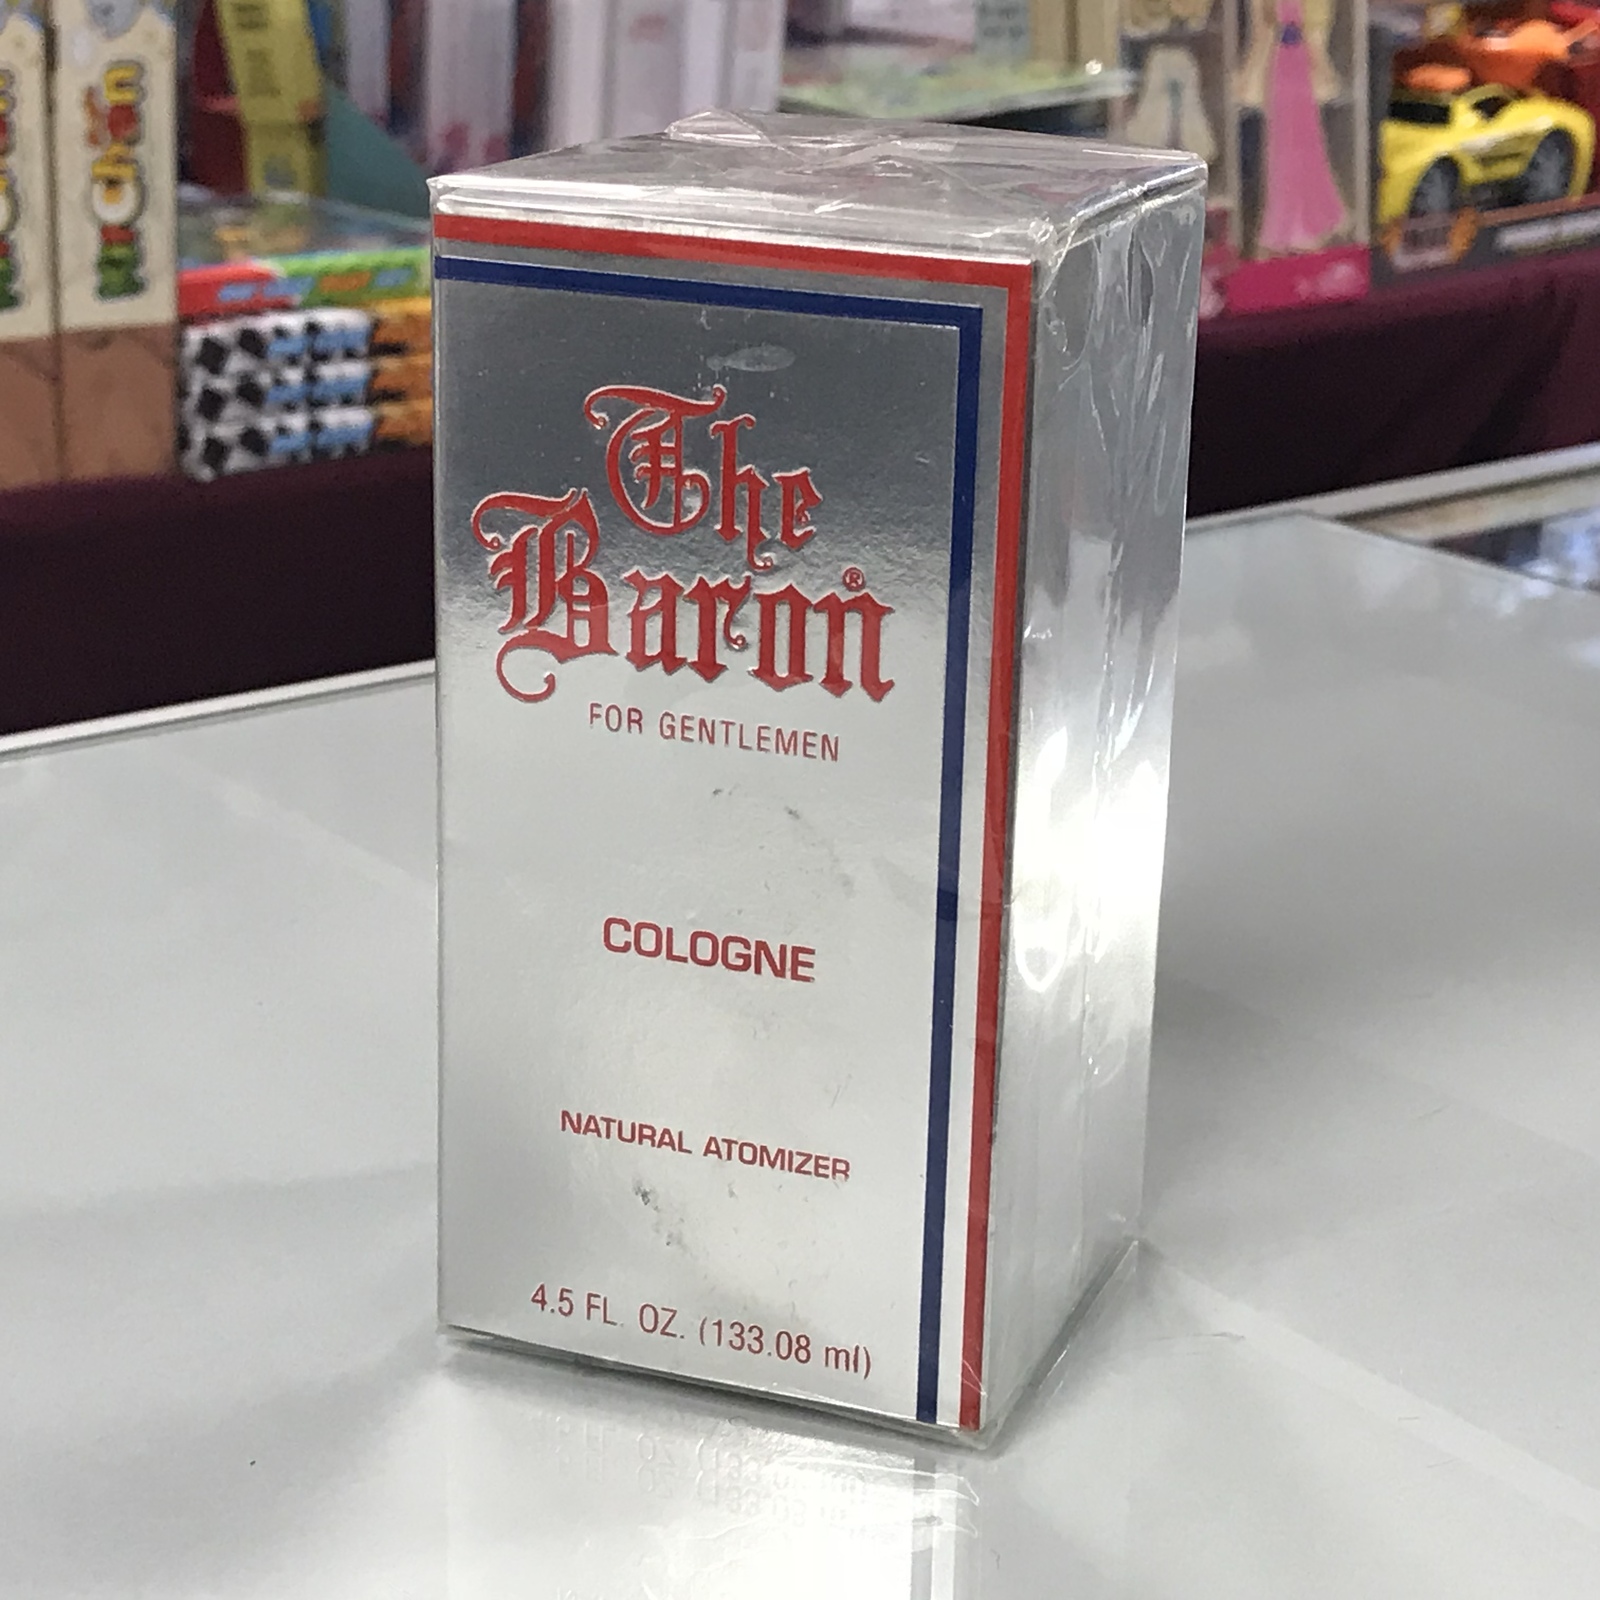 The
Baron®
FOR GENTLEMEN
COLOGNE
NATURAL ATOMIZER
4.5 FL. OZ. (133.08 ml)